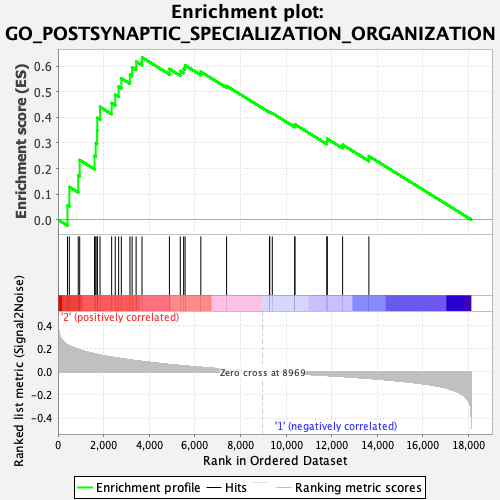 Enrichment plot:
GO_POSTSYNAPTIC_SPECIALIZATION_ORGANIZATION
Enrichment score (ES)
0.6
0.5
0.4
0.3
0.2
0.1
0.0
'2' (positively correlated)
Ranked list metric (Signal2Noise)
0.4
0.2
0.0
-0.2
-0.4
Zero cross at 8969
'1' (negatively correlated)
0 2,000 4,000 6,000 8,000 10,000 12,000 14,000 16,000 18,000
Rank in Ordered Dataset
Enrichment profile Hits Ranking metric scores